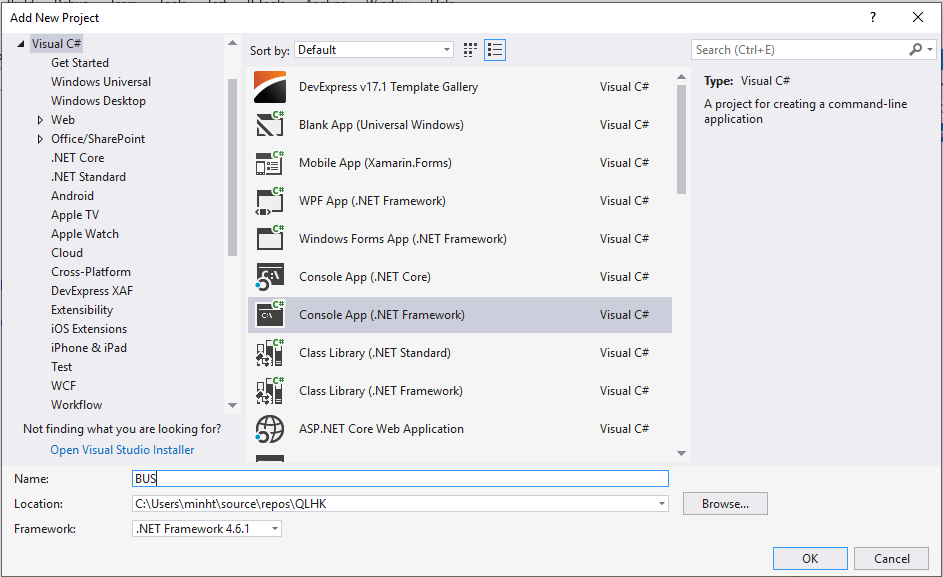 Add New Project
?
Visual C#
Get Started
Windows Universal
Windows Desktop
Web
Office/SharePoint
.NET Core
.NET Standard
Android
Apple TV
Apple Watch
Cloud
Cross-Platform
DevExpress XAF
Extensibility
iOS Extensions
iPhone & iPad
Test
WCF
Workflow
Not finding what you are looking for?
Open Visual Studio Installer
Sort by: Default
DevExpress v17.1 Template Gallery Visual C#
Blank App (Universal Windows) Visual C#
Mobile App (Xamarin.Forms) Visual C#
WPF App (.NET Framework) Visual C#
Windows Forms App (.NET Framework) Visual C#
Console App (.NET Core) Visual C#
Console App (.NET Framework) Visual C#
Class Library (.NET Standard) Visual C#
Class Library (.NET Framework) Visual C#
ASP.NET Core Web Application Visual C#
Search (Ctrl+E)
Type: Visual C#
A project for creating a command-line
application
Name: BUS
Location: C:\Users\minht\source\repos\QLHK Browse...
Framework: .NET Framework 4.6.1
OK Cancel